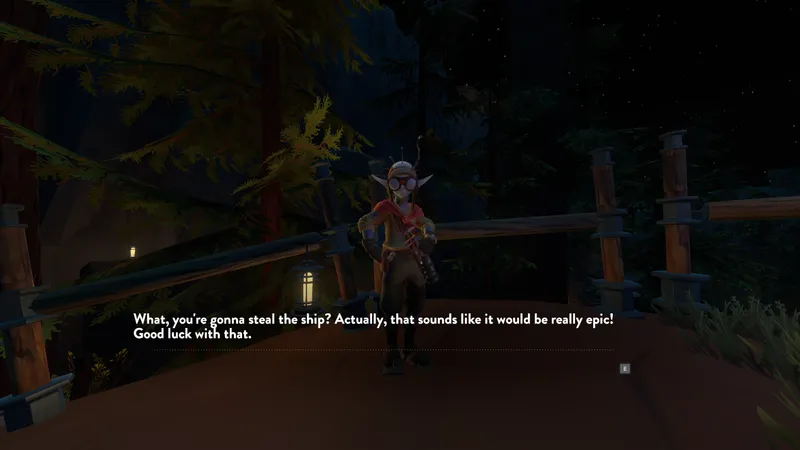 What, you're gonna steal the ship? Actually, that sounds like it would be really epic!
Good luck with that.
E